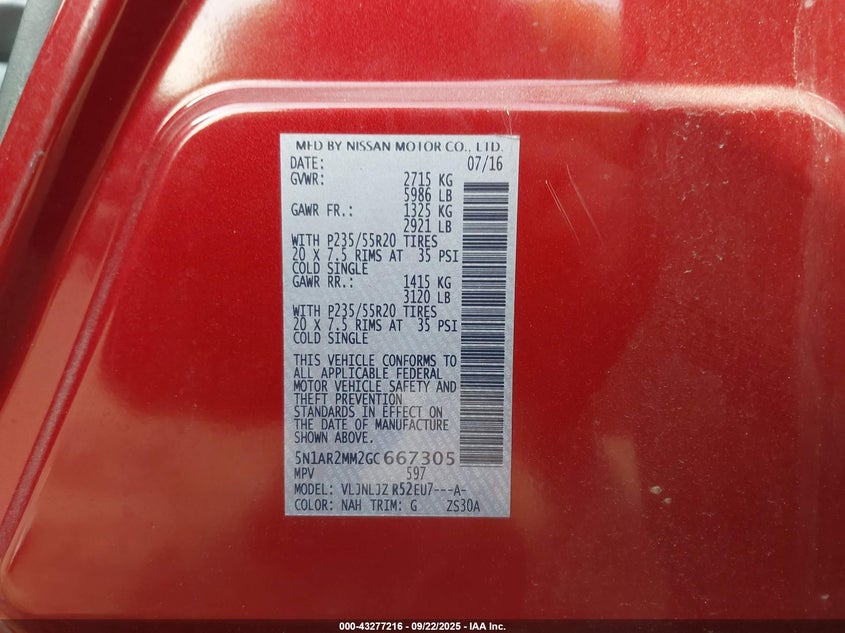 MFD BY NISSAN MOTOR CO., LTD.
DATE: 07/16
GVWR: 2715 KG
5986 LB
GAWR FR.: 1325 KG
2921 LB
WITH P235/55R20 TIRES
20 X 7.5 RIMS AT 35 PSI
COLD SINGLE
GAWR RR.: 1415 KG
3120 LB
WITH P235/55R20 TIRES
20 X 7.5 RIMS AT 35 PSI
COLD SINGLE
THIS VEHICLE CONFORMS TO
ALL APPLICABLE FEDERAL
MOTOR VEHICLE SAFETY AND
THEFT PREVENTION
STANDARDS IN EFFECT ON
THE DATE OF MANUFACTURE
SHOWN ABOVE.
5N1AR2MM2GC667305
MPV 597
MODEL: VLJNLJZ R52EU7---A-
COLOR: NAH TRIM: G ZS30A
000-43277216 - 09/22/2025 - IAA Inc.